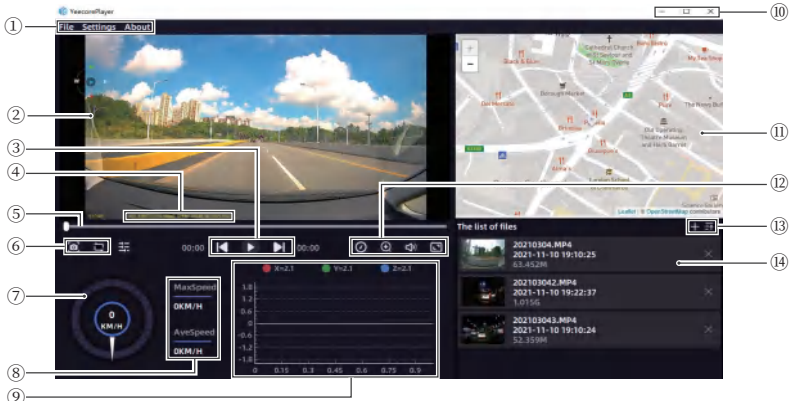 YeecorePlayer
File Settings About
①
②
③
④
⑤
⑥
⑦
⑧
⑨
⑩
⑪
⑫
⑬
⑭
+
−
Black & Blue
Borough Market
00:00
00:00
The list of files
20210304.MP4
2021-11-10 19:10:25
63.452M
202103042.MP4
2021-11-10 19:22:37
1.015G
202103043.MP4
2021-11-10 19:10:24
52.359M
0
KM/H
MaxSpeed
0KM/H
AveSpeed
0KM/H
X=2.1 Y=2.1 Z=2.1
1.8
1.2
0.6
0
-0.6
-1.2
-1.8
0 0.15 0.3 0.45 0.6 0.75 0.9
Leaflet | © OpenStreetMap contributors